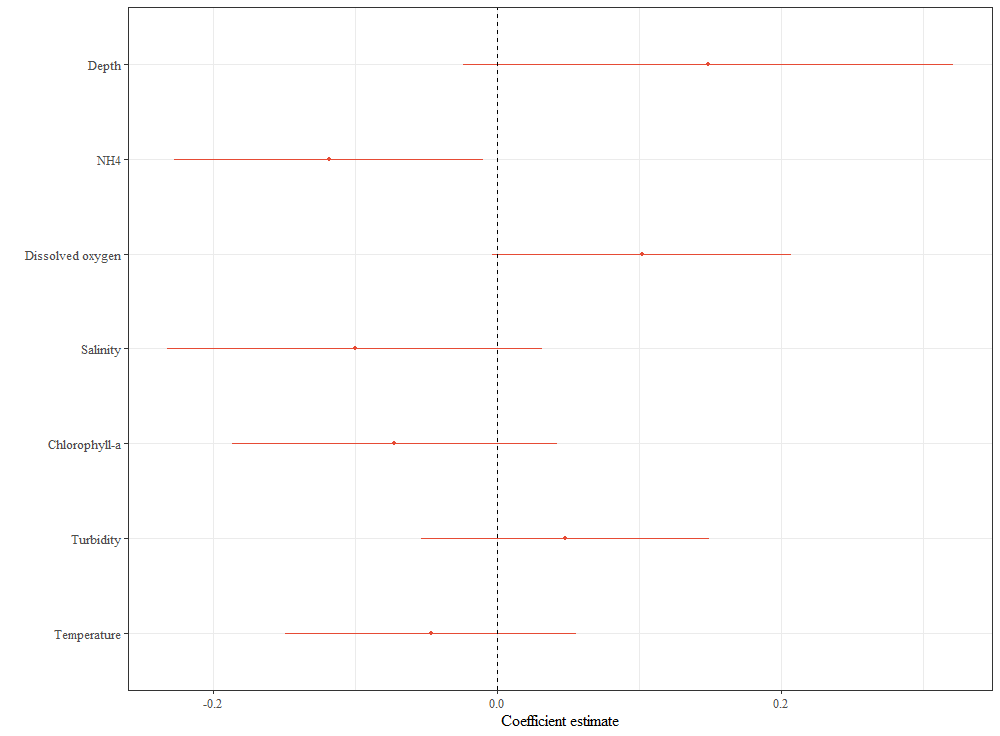 Depth
NH4
Dissolved oxygen
Salinity
Chlorophyll-a
Turbidity
Temperature
-0.2 0.0 0.2
Coefficient estimate